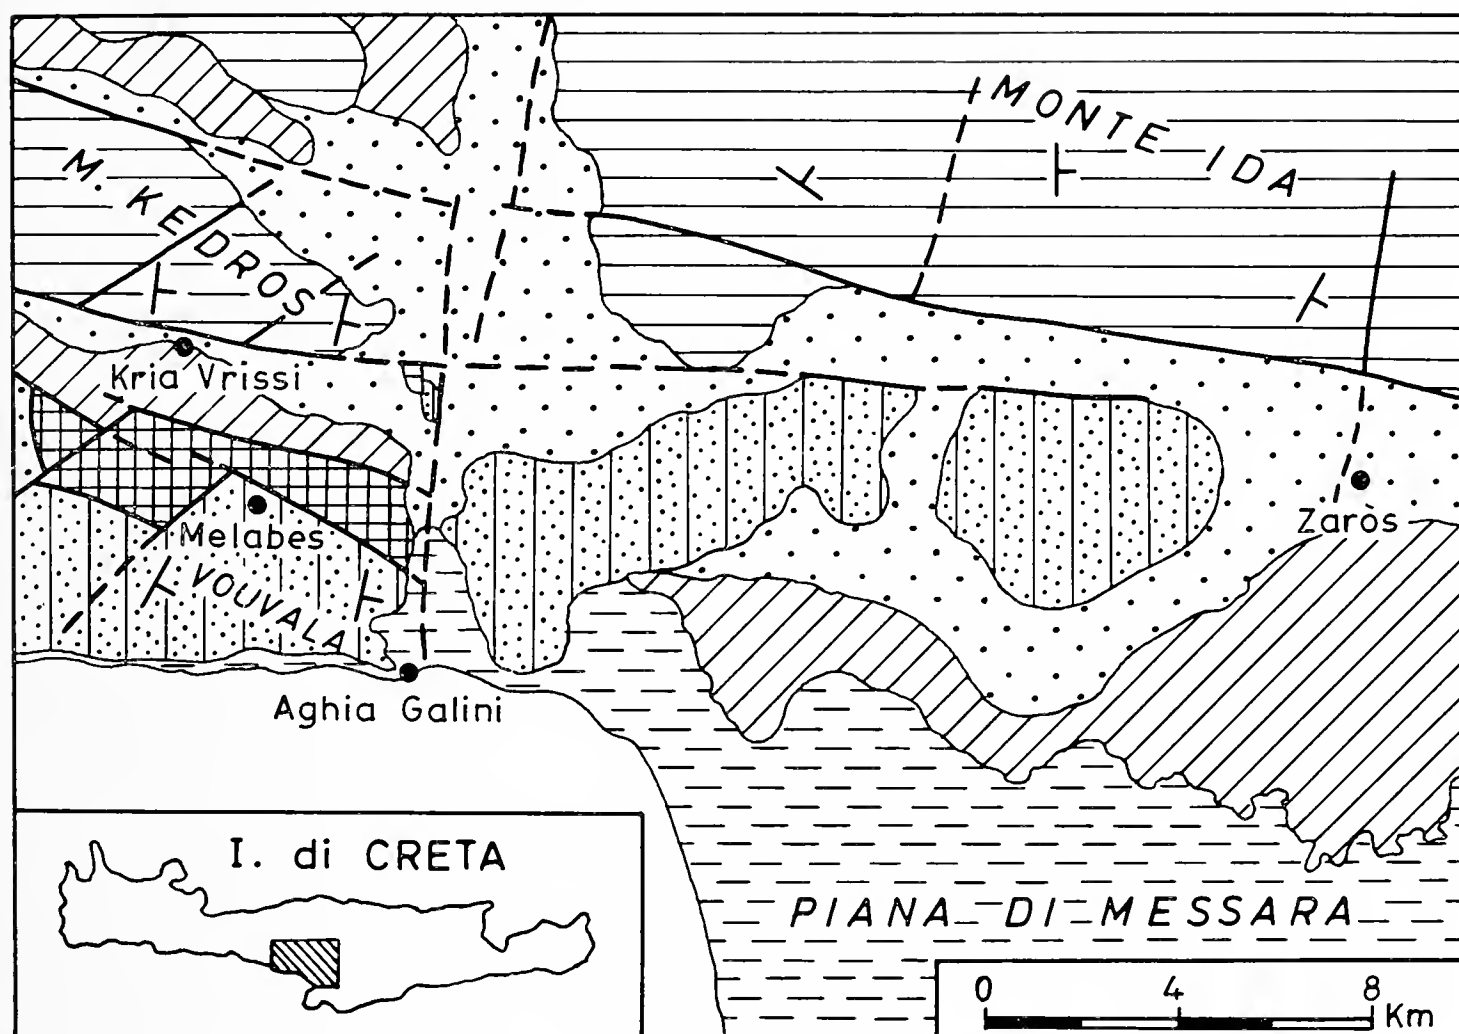 MONTE IDA
M. KEDROS
Kria Vrissi
Zaròs
Melabes
VOUVALA
Aghia Galini
I. di CRETA
PIANA DI MESSARA
0 4 8
Km